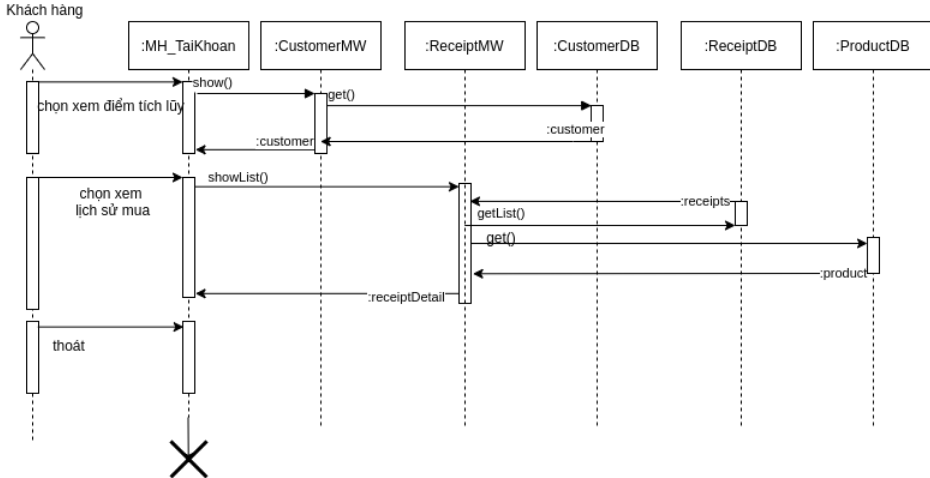 Khách hàng
:MH_TaiKhoan
:CustomerMW
:ReceiptMW
:CustomerDB
:ReceiptDB
:ProductDB
show()
get()
chọn xem điểm tích lũy
:customer
:customer
showList()
chọn xem
lịch sử mua
:receipts
getList()
get()
:product
:receiptDetail
thoát